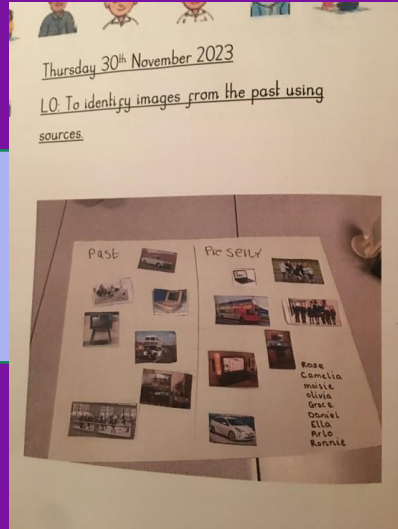 Thursday 30th November 2023
LO: To identify images from the past using
sources.
Past
Present
Rose
Camelia
maisie
olivia
Grace
Daniel
Ella
Arlo
Ronnie